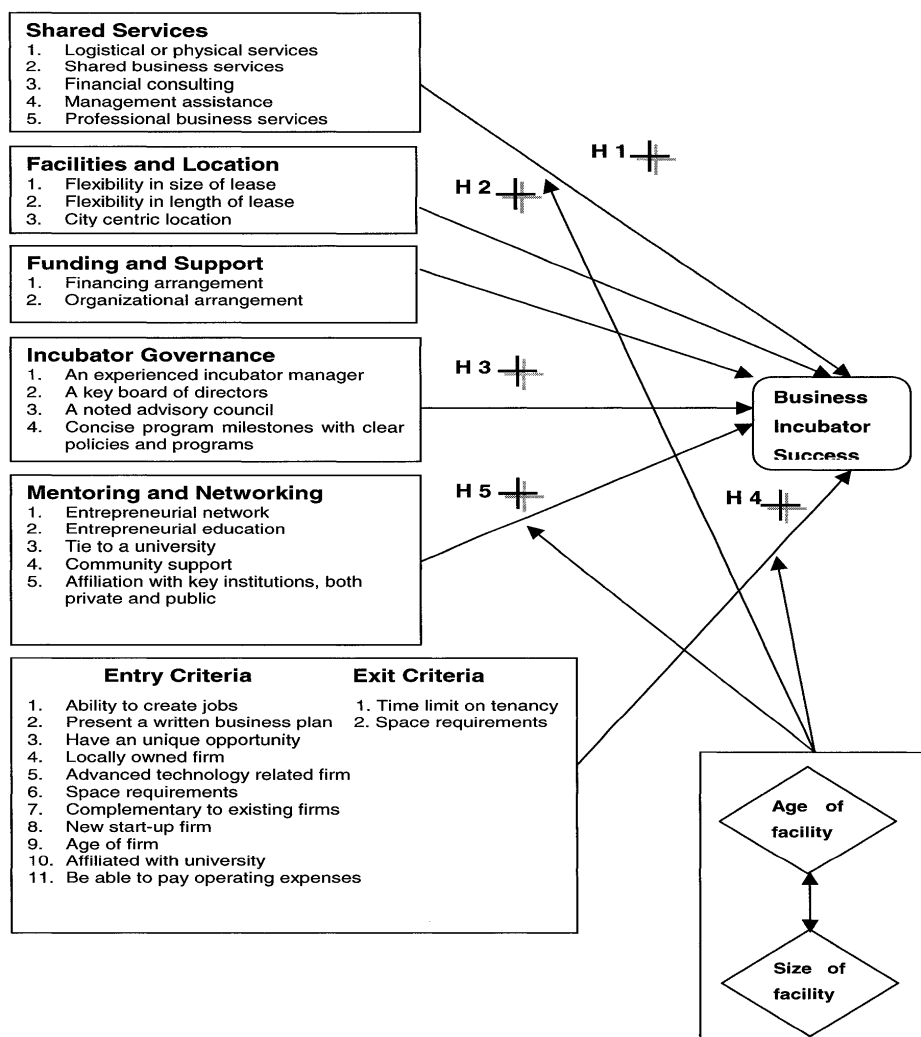 Shared Services
1. Logistical or physical services
2. Shared business services
3. Financial consulting
4. Management assistance
5. Professional business services
Facilities and Location
1. Flexibility in size of lease
2. Flexibility in length of lease
3. City centric location
Funding and Support
1. Financing arrangement
2. Organizational arrangement
Incubator Governance
1. An experienced incubator manager
2. A key board of directors
3. A noted advisory council
4. Concise program milestones with clear
policies and programs
Mentoring and Networking
1. Entrepreneurial network
2. Entrepreneurial education
3. Tie to a university
4. Community support
5. Affiliation with key institutions, both
private and public
Entry Criteria
1. Ability to create jobs
2. Present a written business plan
3. Have an unique opportunity
4. Locally owned firm
5. Advanced technology related firm
6. Space requirements
7. Complementary to existing firms
8. New start-up firm
9. Age of firm
10. Affiliated with university
11. Be able to pay operating expenses
Exit Criteria
1. Time limit on tenancy
2. Space requirements
H 1 +
H 2 +
H 3 +
H 5 +
H 4 +
Business
Incubator
Success
Age of
facility
Size of
facility